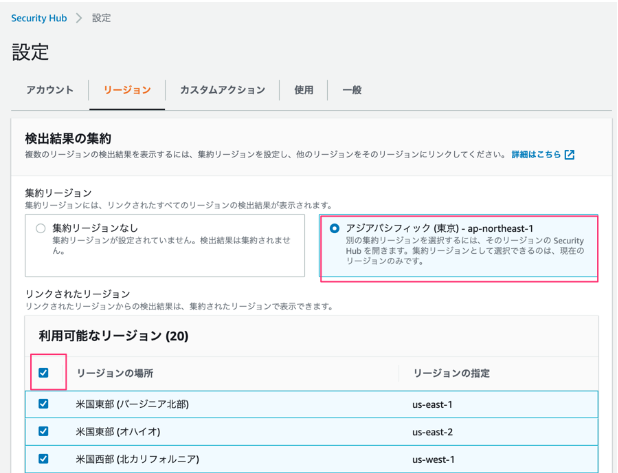 Security Hub > 設定
設定
アカウント リージョン カスタムアクション 使用 一般
検出結果の集約
複数のリージョンの検出結果を表示するには、集約リージョンを設定し、他のリージョンをそのリージョンにリンクしてください。 詳細はこちら
集約リージョン
集約リージョンには、リンクされたすべてのリージョンの検出結果が表示されます。
集約リージョンなし
集約リージョンが設定されていません。検出結果は集約されませ
ん。
アジアパシフィック (東京) - ap-northeast-1
別の集約リージョンを選択するには、そのリージョンの Security
Hub を開きます。集約リージョンとして選択できるのは、現在の
リージョンのみです。
リンクされたリージョン
リンクされたリージョンからの検出結果は、集約されたリージョンで表示できます。
利用可能なリージョン (20)
リージョンの場所 リージョンの指定
米国東部 (バージニア北部) us-east-1
米国東部 (オハイオ) us-east-2
米国西部 (北カリフォルニア) us-west-1